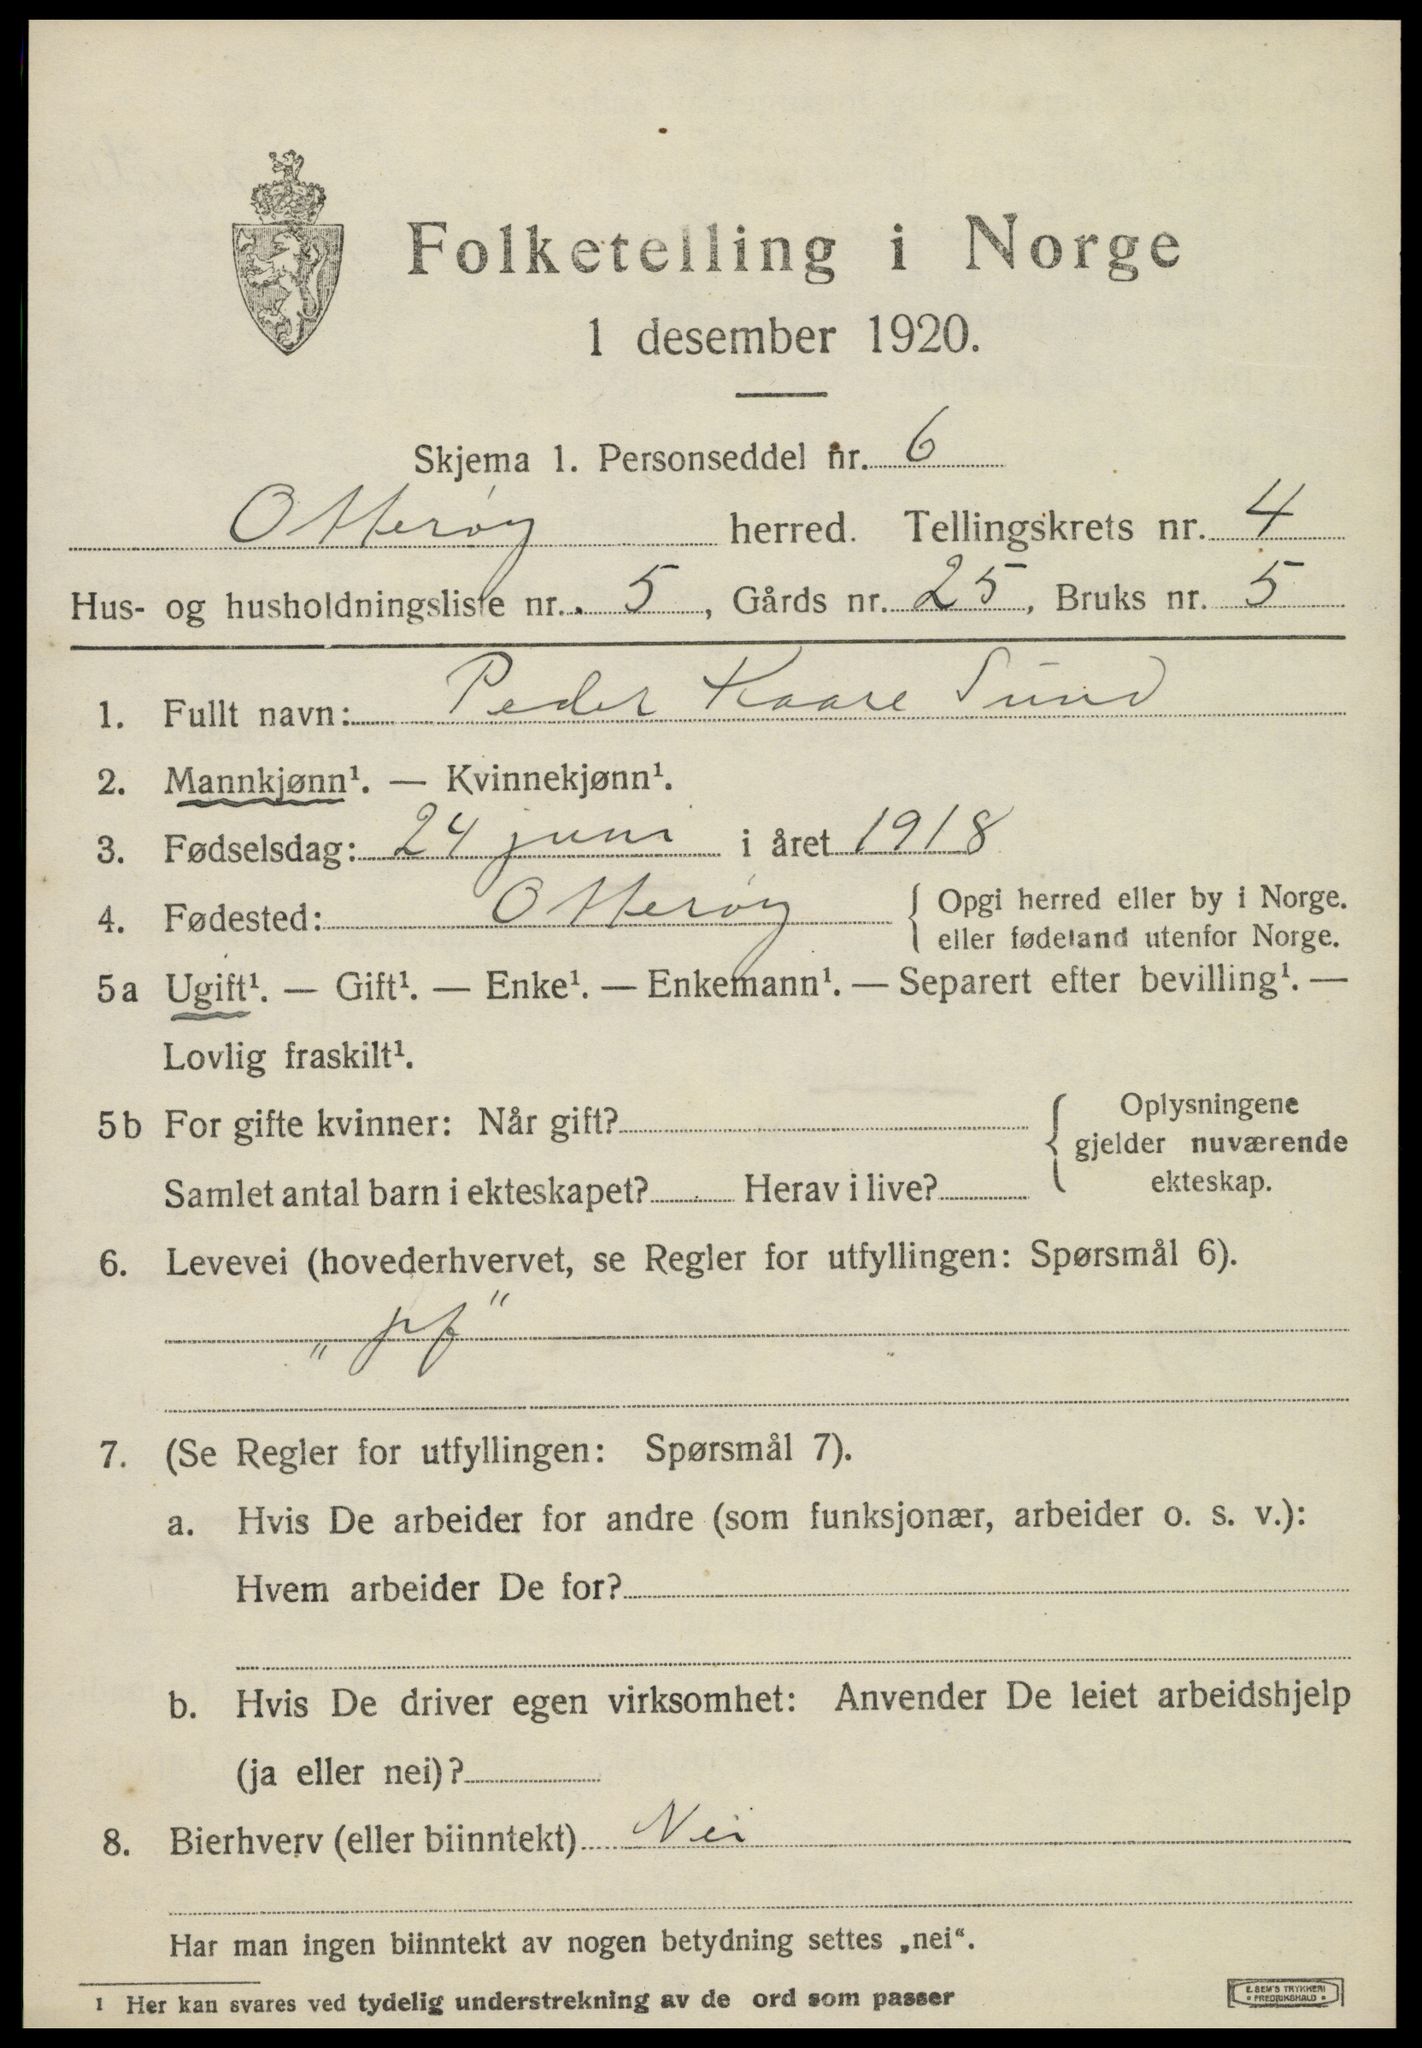 Folketelling i Norge
1 desember 1920.
Skjema 1. Personseddel nr. 6
Otterøy herred. Tellingskrets nr. 4
Hus- og husholdningsliste nr. 5, Gårds nr. 25, Bruks nr. 5
1. Fullt navn: Peder Kaare Sund
2. Mannkjønn¹. — Kvinnekjønn¹.
3. Fødselsdag: 24 juni i året 1918
4. Fødested: Otterøy { Opgi herred eller by i Norge.
eller fødeland utenfor Norge.
5a Ugift¹. — Gift¹. — Enke¹. — Enkemann¹. — Separert efter bevilling¹. —
Lovlig fraskilt¹.
5b For gifte kvinner: Når gift? { Oplysningene
gjelder nuværende
ekteskap.
Samlet antal barn i ekteskapet? Herav i live?
6. Levevei (hovederhvervet, se Regler for utfyllingen: Spørsmål 6).
„pf"
7. (Se Regler for utfyllingen: Spørsmål 7).
a. Hvis De arbeider for andre (som funksjonær, arbeider o. s. v.):
Hvem arbeider De for?
b. Hvis De driver egen virksomhet: Anvender De leiet arbeidshjelp
(ja eller nei)?
8. Bierhverv (eller biinntekt) Nei
Har man ingen biinntekt av nogen betydning settes „nei“.
¹ Her kan svares ved tydelig understrekning av de ord som passer
E. SEM'S TRYKKERI
FREDRIKSHALD